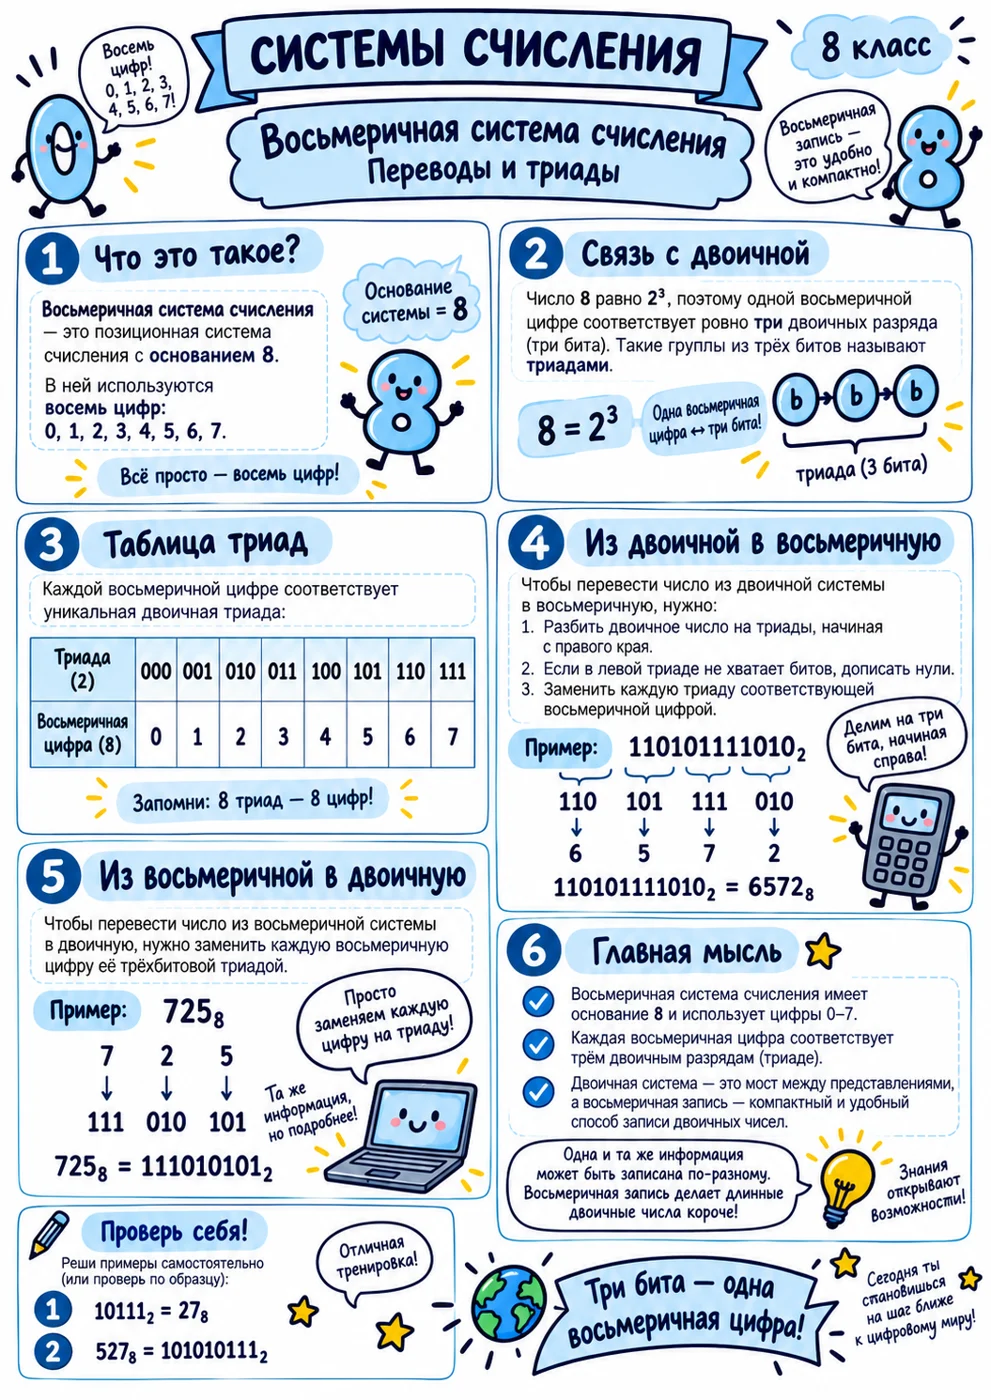 СИСТЕМЫ СЧИСЛЕНИЯ
8 класс
Восемь
цифр!
0, 1, 2, 3,
4, 5, 6, 7!
Восьмеричная система счисления
Переводы и триады
Восьмеричная
запись —
это удобно
и компактно!
1 Что это такое?
Восьмеричная система счисления
— это позиционная система
счисления с основанием 8.
В ней используются
восемь цифр:
0, 1, 2, 3, 4, 5, 6, 7.
Основание
системы = 8
Всё просто — восемь цифр!
2 Связь с двоичной
Число 8 равно 2³, поэтому одной восьмеричной
цифре соответствует ровно три двоичных разряда
(три бита). Такие группы из трёх битов называют
триадами.
8 = 2³
Одна восьмеричная
цифра ↔ три бита!
b → b → b
триада (3 бита)
3 Таблица триад
Каждой восьмеричной цифре соответствует
уникальная двоичная триада:
Триада
(2)
000 001 010 011 100 101 110 111
Восьмеричная
цифра (8)
0 1 2 3 4 5 6 7
Запомни: 8 триад — 8 цифр!
4 Из двоичной в восьмеричную
Чтобы перевести число из двоичной системы
в восьмеричную, нужно:
1. Разбить двоичное число на триады, начиная
с правого края.
2. Если в левой триаде не хватает битов, дописать нули.
3. Заменить каждую триаду соответствующей
восьмеричной цифрой.
Пример: 110101111010₂
110 101 111 010
↓ ↓ ↓ ↓
6 5 7 2
110101111010₂ = 6572₈
Делим на три
бита, начиная
справа!
5 Из восьмеричной в двоичную
Чтобы перевести число из восьмеричной системы
в двоичную, нужно заменить каждую восьмеричную
цифру её трёхбитовой триадой.
Пример: 725₈
7 2 5
↓ ↓ ↓
111 010 101
725₈ = 111010101₂
Просто
заменяем каждую
цифру на триаду!
Та же
информация,
но подробнее!
6 Главная мысль
Восьмеричная система счисления имеет
основание 8 и использует цифры 0–7.
Каждая восьмеричная цифра соответствует
трём двоичным разрядам (триаде).
Двоичная система — это мост между представлениями,
а восьмеричная запись — компактный и удобный
способ записи двоичных чисел.
Одна и та же информация
может быть записана по-разному.
Восьмеричная запись делает длинные
двоичные числа короче!
Знания
открывают
возможности!
Проверь себя!
Реши примеры самостоятельно
(или проверь по образцу):
1 10111₂ = 27₈
2 527₈ = 101010111₂
Отличная
тренировка!
Три бита — одна
восьмеричная цифра!
Сегодня ты
становишься
на шаг ближе
к цифровому миру!